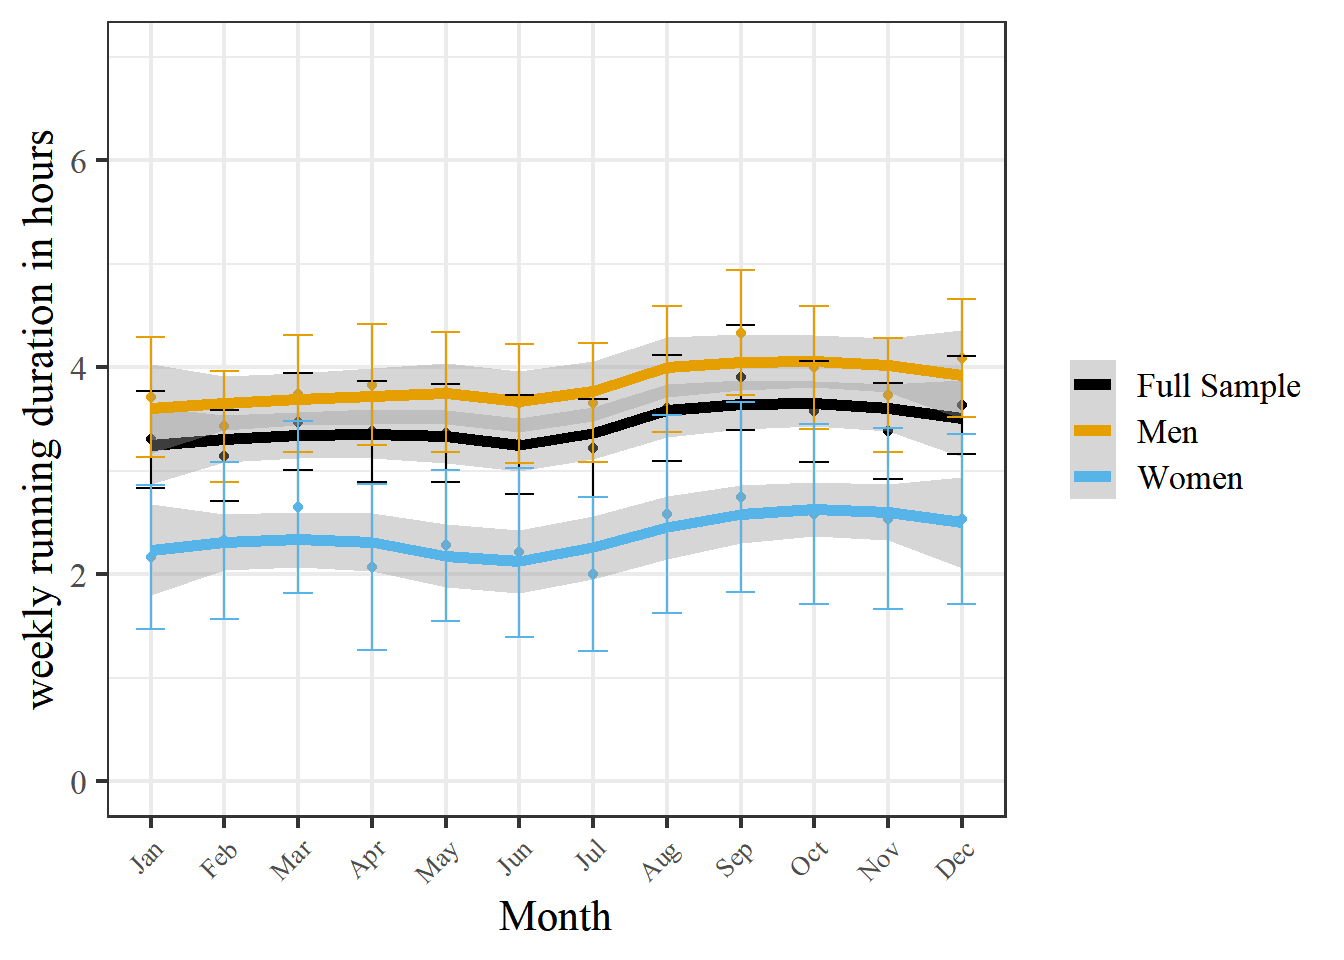 weekly running duration in hours
6
4
2
0
Jan
Feb
Mar
Apr
May
Jun
Jul
Aug
Sep
Oct
Nov
Dec
Month
Full Sample
Men
Women